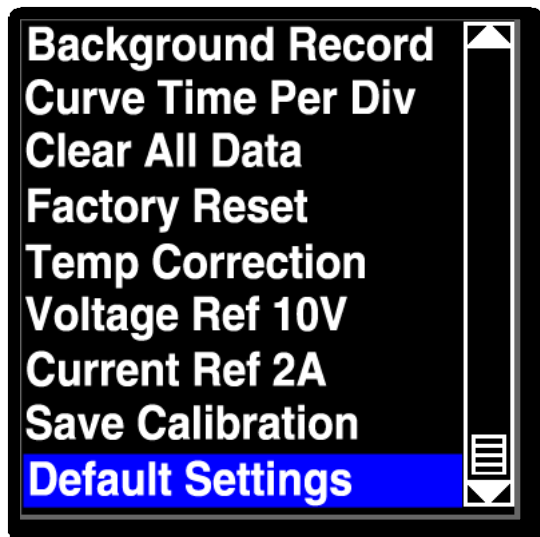 Background Record
Curve Time Per Div
Clear All Data
Factory Reset
Temp Correction
Voltage Ref 10V
Current Ref 2A
Save Calibration
Default Settings